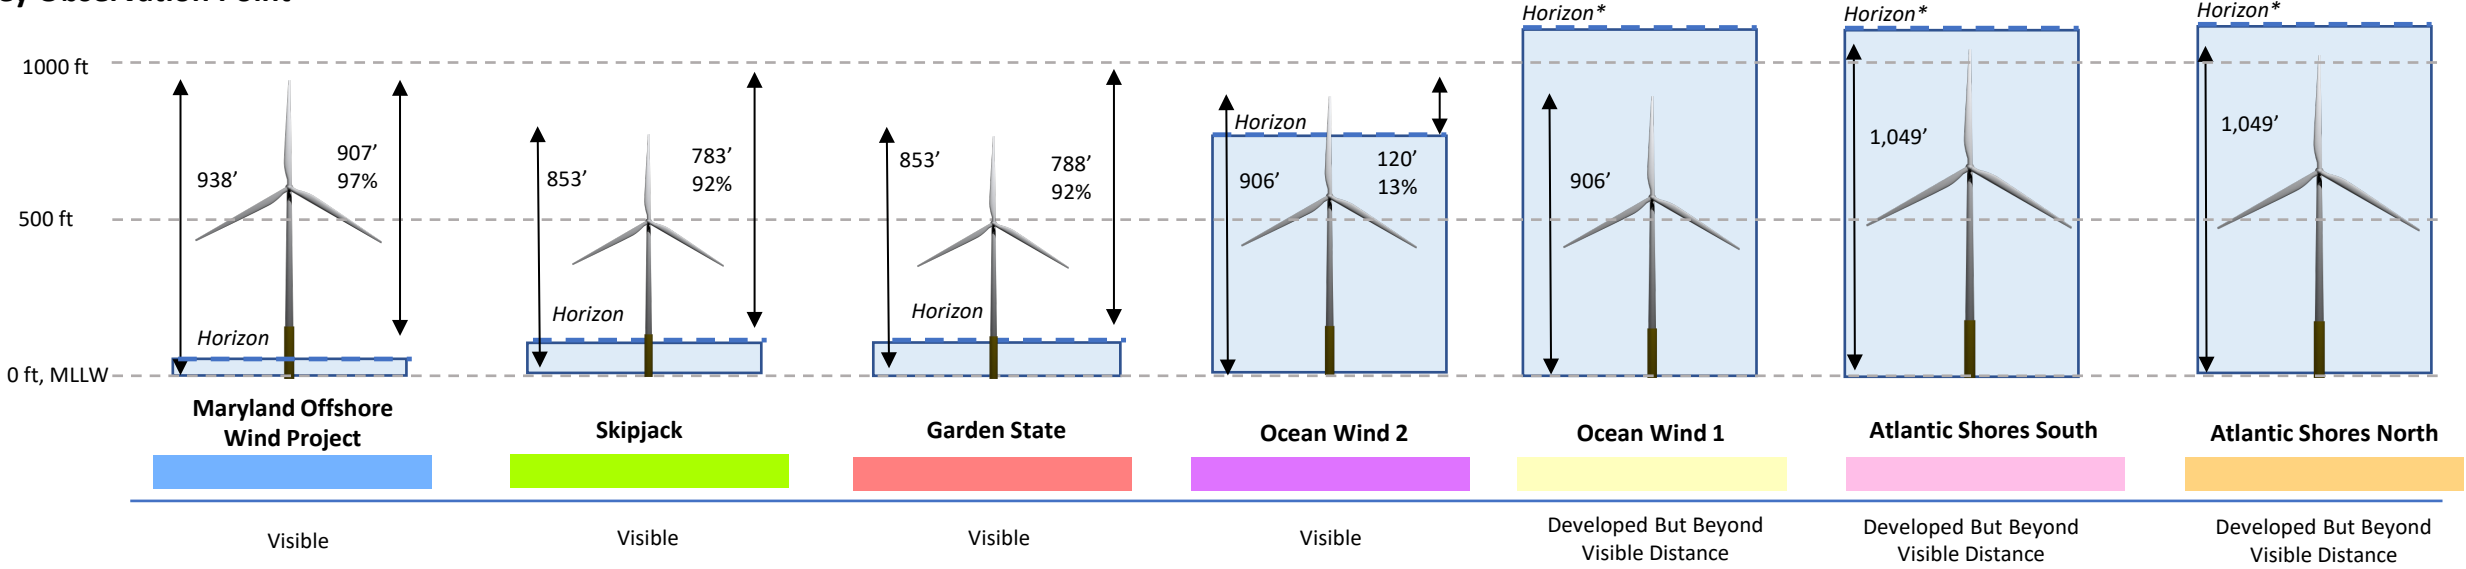 Horizon*
Horizon*
Horizon*
1000 ft
500 ft
0 ft, MLLW
938’
907’
97%
Horizon
853’
783’
92%
Horizon
853’
788’
92%
Horizon
Horizon
906’
120’
13%
906’
1,049’
1,049’
Maryland Offshore
Wind Project
Skipjack
Garden State
Ocean Wind 2
Ocean Wind 1
Atlantic Shores South
Atlantic Shores North
Visible
Visible
Visible
Visible
Developed But Beyond
Visible Distance
Developed But Beyond
Visible Distance
Developed But Beyond
Visible Distance